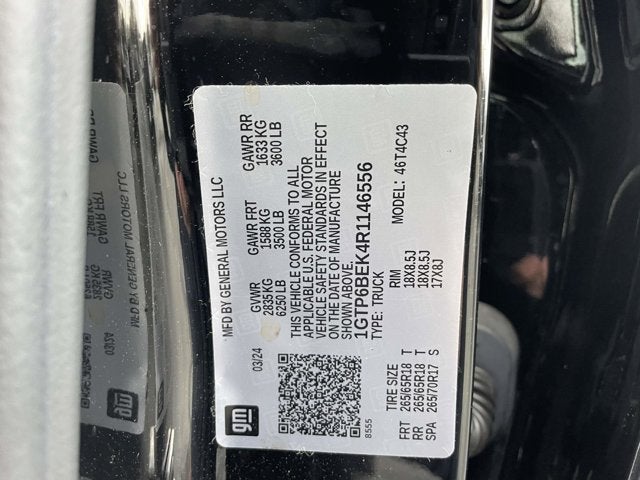 MFD BY GENERAL MOTORS LLC
gm
03/24
GVWR
2835 KG
6250 LB
GAWR FRT
1588 KG
3500 LB
GAWR RR
1633 KG
3600 LB
THIS VEHICLE CONFORMS TO ALL
APPLICABLE U.S. FEDERAL MOTOR
VEHICLE SAFETY STANDARDS IN EFFECT
ON THE DATE OF MANUFACTURE
SHOWN ABOVE.
1GTP6BEK4R1146556
TYPE: TRUCK
MODEL: 46T4C43
8555
TIRE SIZE RIM
FRT 265/65R18 T 18X8.5J
RR 265/65R18 T 18X8.5J
SPA 265/70R17 S 17X8J